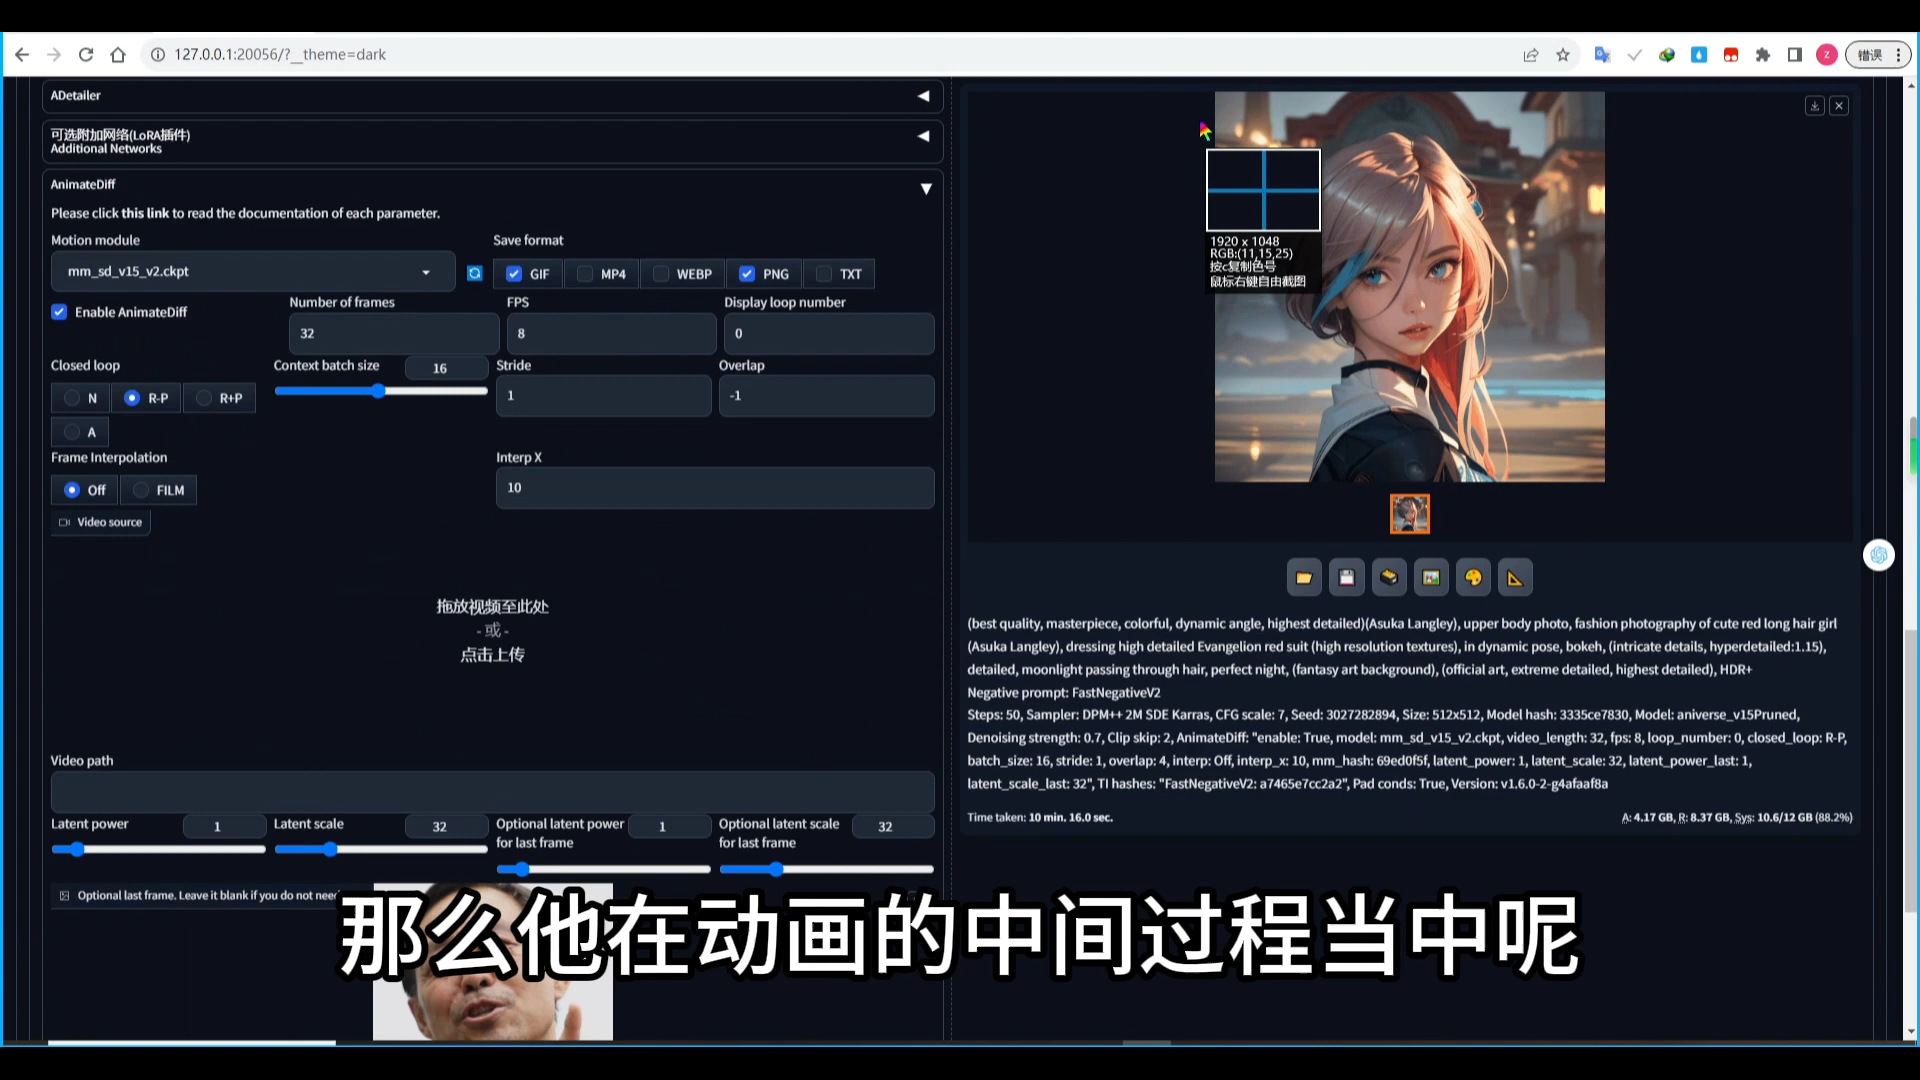 127.0.0.1:20056/?__theme=dark
错误
Z
ADetailer
可选附加网络(LoRA插件)
Additional Networks
AnimateDiff
Please click this link to read the documentation of each parameter.
Motion module
Save format
mm_sd_v15_v2.ckpt
GIF
MP4
WEBP
PNG
TXT
Enable AnimateDiff
Number of frames
FPS
Display loop number
32
8
0
Closed loop
Context batch size
16
Stride
Overlap
N
R-P
R+P
1
-1
A
Frame Interpolation
Interp X
Off
FILM
10
Video source
拖放视频至此处
- 或 -
点击上传
Video path
Latent power
1
Latent scale
32
Optional latent power
for last frame
1
Optional latent scale
for last frame
32
Optional last frame. Leave it blank if you do not need
1920 x 1048
RGB:(11,15,25)
按c复制色号
鼠标右键自由截图
(best quality, masterpiece, colorful, dynamic angle, highest detailed)(Asuka Langley), upper body photo, fashion photography of cute red long hair girl
(Asuka Langley), dressing high detailed Evangelion red suit (high resolution textures), in dynamic pose, bokeh, (intricate details, hyperdetailed:1.15),
detailed, moonlight passing through hair, perfect night, (fantasy art background), (official art, extreme detailed, highest detailed), HDR+
Negative prompt: FastNegativeV2
Steps: 50, Sampler: DPM++ 2M SDE Karras, CFG scale: 7, Seed: 3027282894, Size: 512x512, Model hash: 3335ce7830, Model: aniverse_v15Pruned,
Denoising strength: 0.7, Clip skip: 2, AnimateDiff: "enable: True, model: mm_sd_v15_v2.ckpt, video_length: 32, fps: 8, loop_number: 0, closed_loop: R-P,
batch_size: 16, stride: 1, overlap: 4, interp: Off, interp_x: 10, mm_hash: 69ed0f5f, latent_power: 1, latent_scale: 32, latent_power_last: 1,
latent_scale_last: 32", TI hashes: "FastNegativeV2: a7465e7cc2a2", Pad conds: True, Version: v1.6.0-2-g4afaaf8a
Time taken: 10 min. 16.0 sec.
A: 4.17 GB, R: 8.37 GB, Sys: 10.6/12 GB (88.2%)
那么他在动画的中间过程当中呢